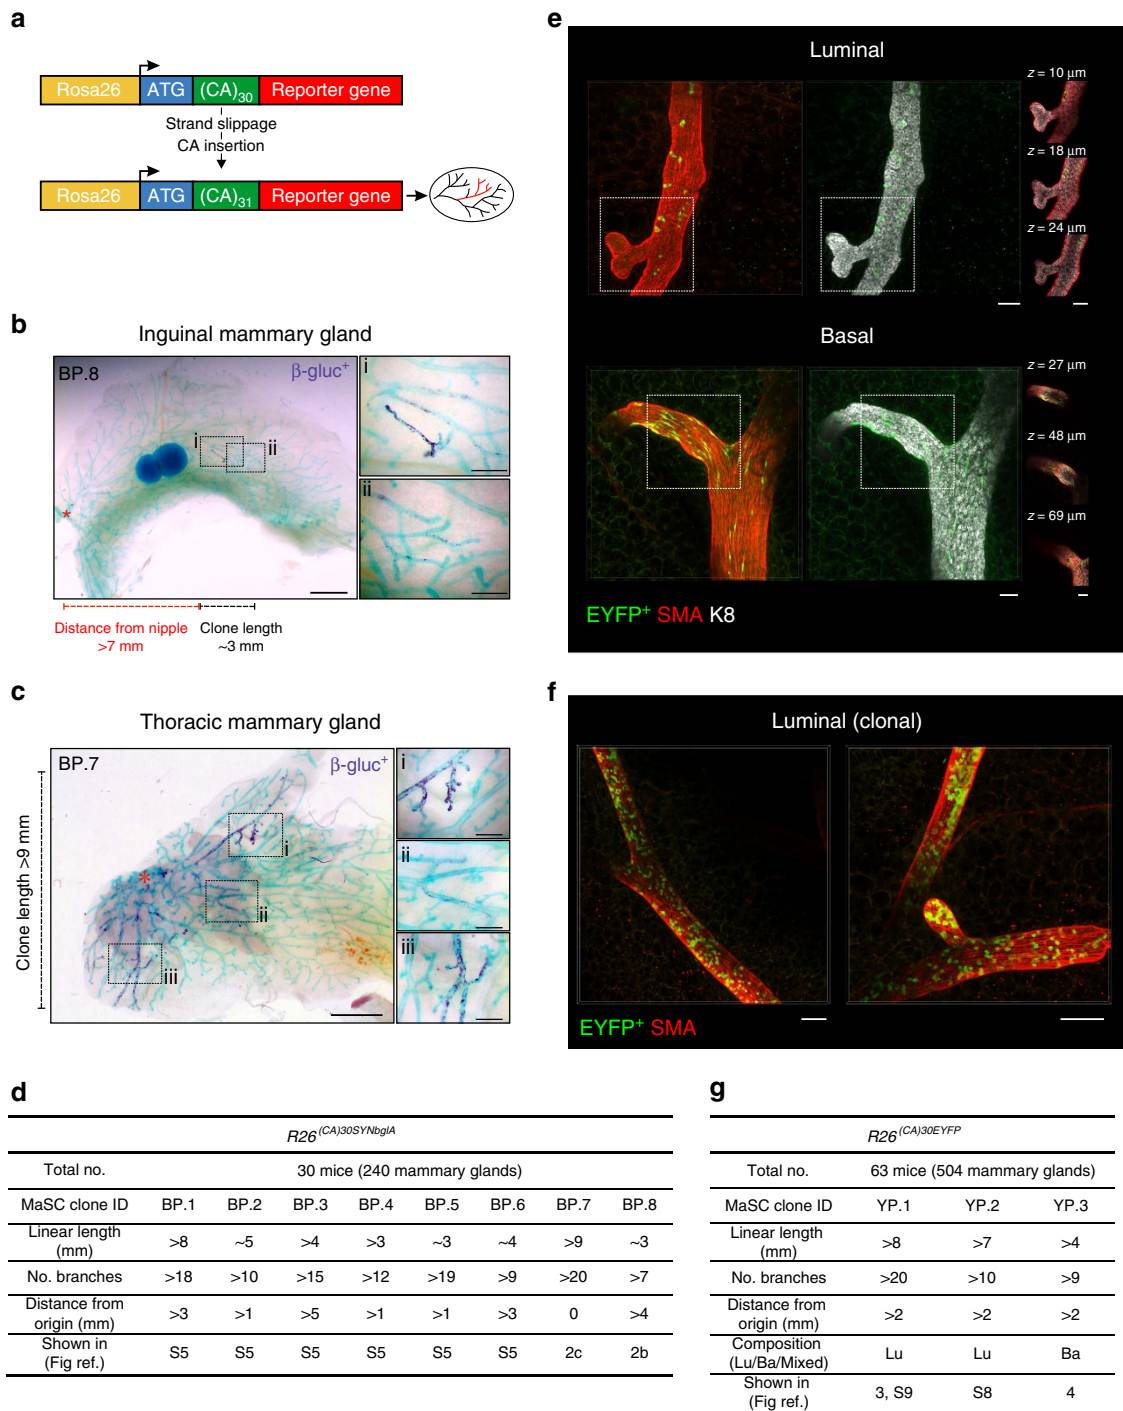 a
Rosa26 ATG (CA)30 Reporter gene
Strand slippage
CA insertion
Rosa26 ATG (CA)31 Reporter gene
b
Inguinal mammary gland
BP.8
β-gluc+
i
ii
*
i
ii
Distance from nipple
>7 mm
Clone length
~3 mm
c
Thoracic mammary gland
BP.7
β-gluc+
Clone length >9 mm
*
i
ii
iii
i
ii
iii
d
R26(CA)30SYNbglA
Total no. 30 mice (240 mammary glands)
MaSC clone ID BP.1 BP.2 BP.3 BP.4 BP.5 BP.6 BP.7 BP.8
Linear length
(mm) >8 ~5 >4 >3 ~3 ~4 >9 ~3
No. branches >18 >10 >15 >12 >19 >9 >20 >7
Distance from
origin (mm) >3 >1 >5 >1 >1 >3 0 >4
Shown in
(Fig ref.) S5 S5 S5 S5 S5 S5 2c 2b
e
Luminal
z = 10 μm
z = 18 μm
z = 24 μm
Basal
z = 27 μm
z = 48 μm
z = 69 μm
EYFP+ SMA K8
f
Luminal (clonal)
EYFP+ SMA
g
R26(CA)30EYFP
Total no. 63 mice (504 mammary glands)
MaSC clone ID YP.1 YP.2 YP.3
Linear length
(mm) >8 >7 >4
No. branches >20 >10 >9
Distance from
origin (mm) >2 >2 >2
Composition
(Lu/Ba/Mixed) Lu Lu Ba
Shown in
(Fig ref.) 3, S9 S8 4